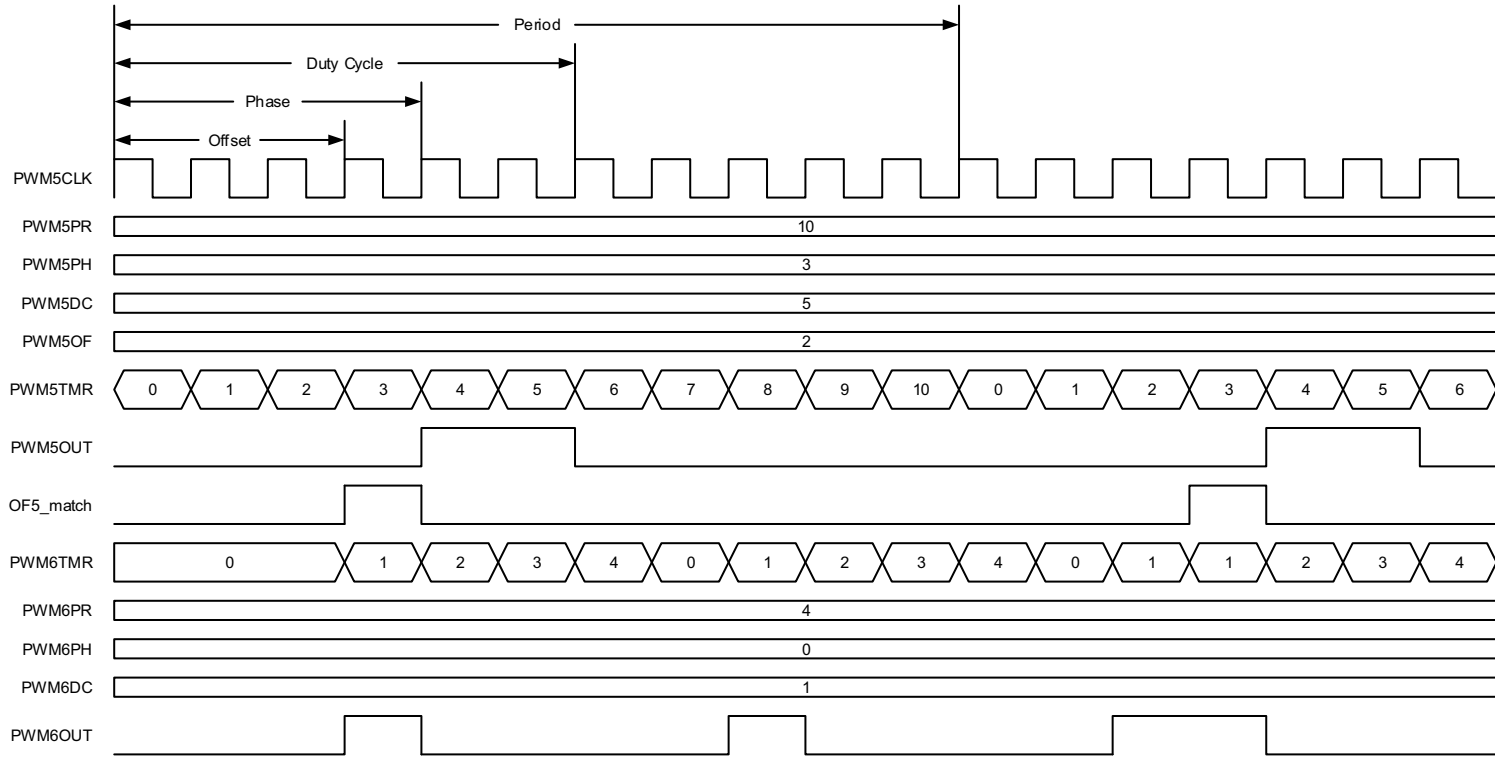 Period
Duty Cycle
Phase
Offset
PWM5CLK
PWM5PR 10
PWM5PH 3
PWM5DC 5
PWM5OF 2
PWM5TMR 0 1 2 3 4 5 6 7 8 9 10 0 1 2 3 4 5 6
PWM5OUT
OF5_match
PWM6TMR 0 1 2 3 4 0 1 2 3 4 0 1 1 2 3 4
PWM6PR 4
PWM6PH 0
PWM6DC 1
PWM6OUT